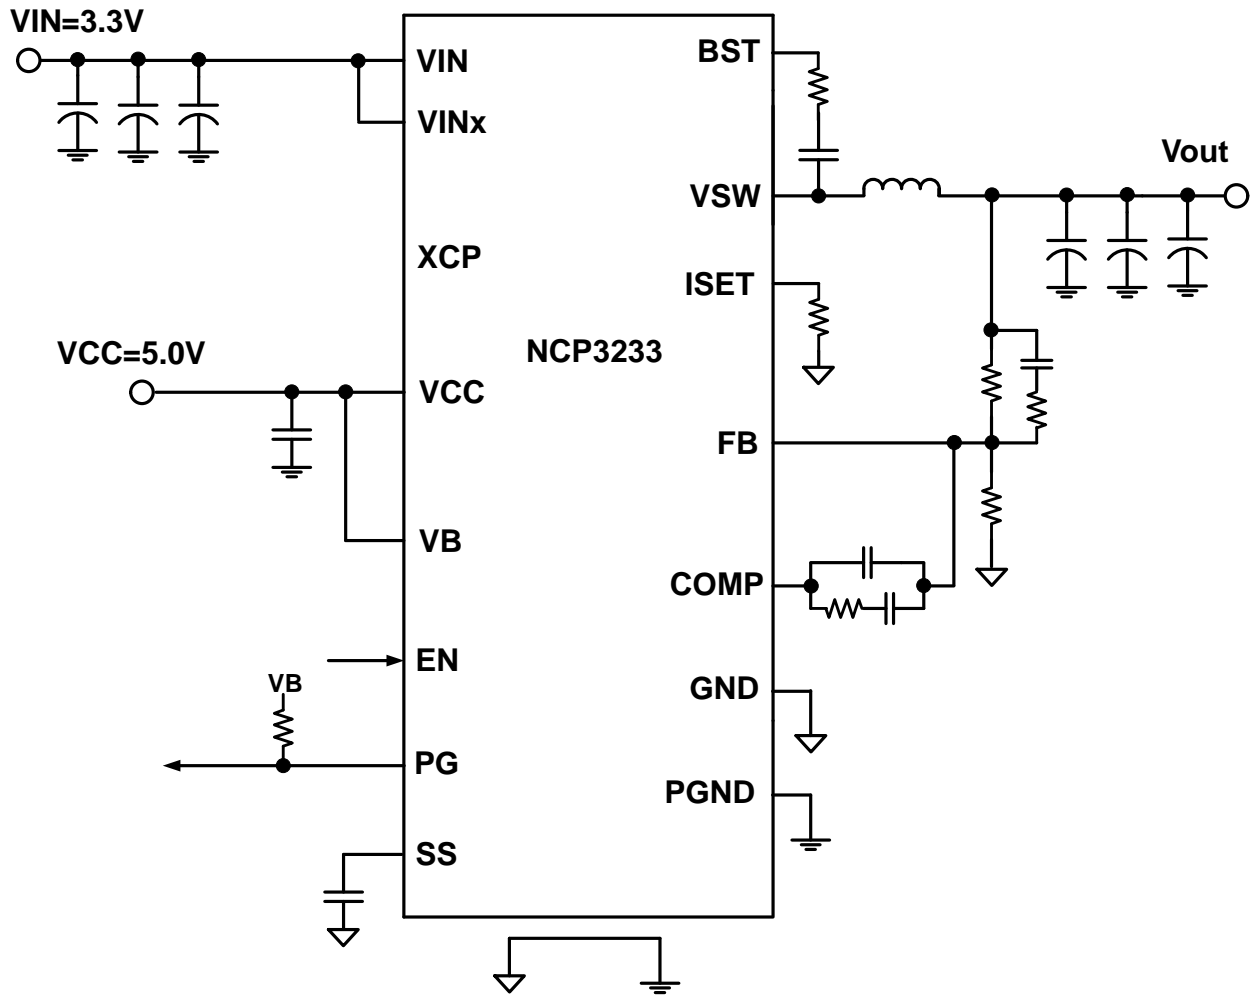 VIN=3.3V
VIN
VINx
XCP
VCC=5.0V
VCC
VB
EN
VB
PG
SS
NCP3233
BST
VSW
Vout
ISET
FB
COMP
GND
PGND